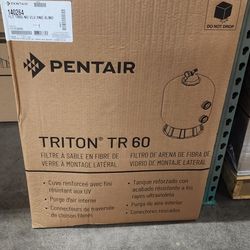 140264
PENTAIR
DO NOT DROP
TRITON® TR 60
FILTRE À SABLE EN FIBRE DE
VERRE À MONTAGE LATÉRAL
FILTRO DE ARENA DE FIBRA DE
VIDRIO DE MONTAJE LATERAL
• Cuve renforcée avec fini
résistant aux UV
• Purge d'air interne
• Connecteurs de traversée
de cloison filetés
• Tanque reforzado con
acabado resistente a los
rayos ultravioleta
• Purga de aire interior
• Conectores roscados